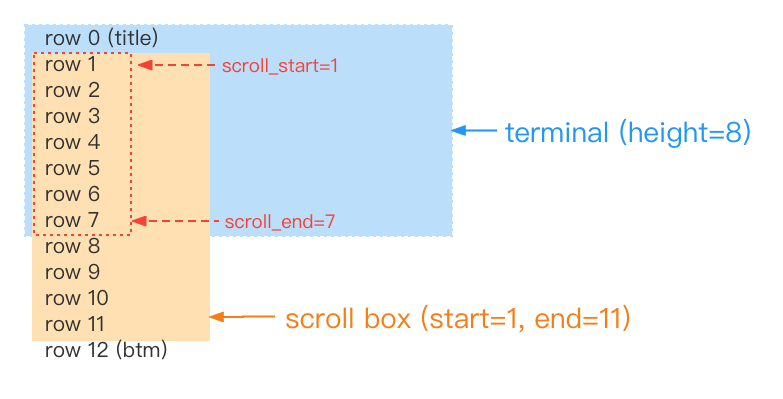 row 0 (title)
row 1
scroll_start=1
row 2
row 3
row 4
terminal (height=8)
row 5
row 6
row 7
scroll_end=7
row 8
row 9
row 10
row 11
scroll box (start=1, end=11)
row 12 (btm)